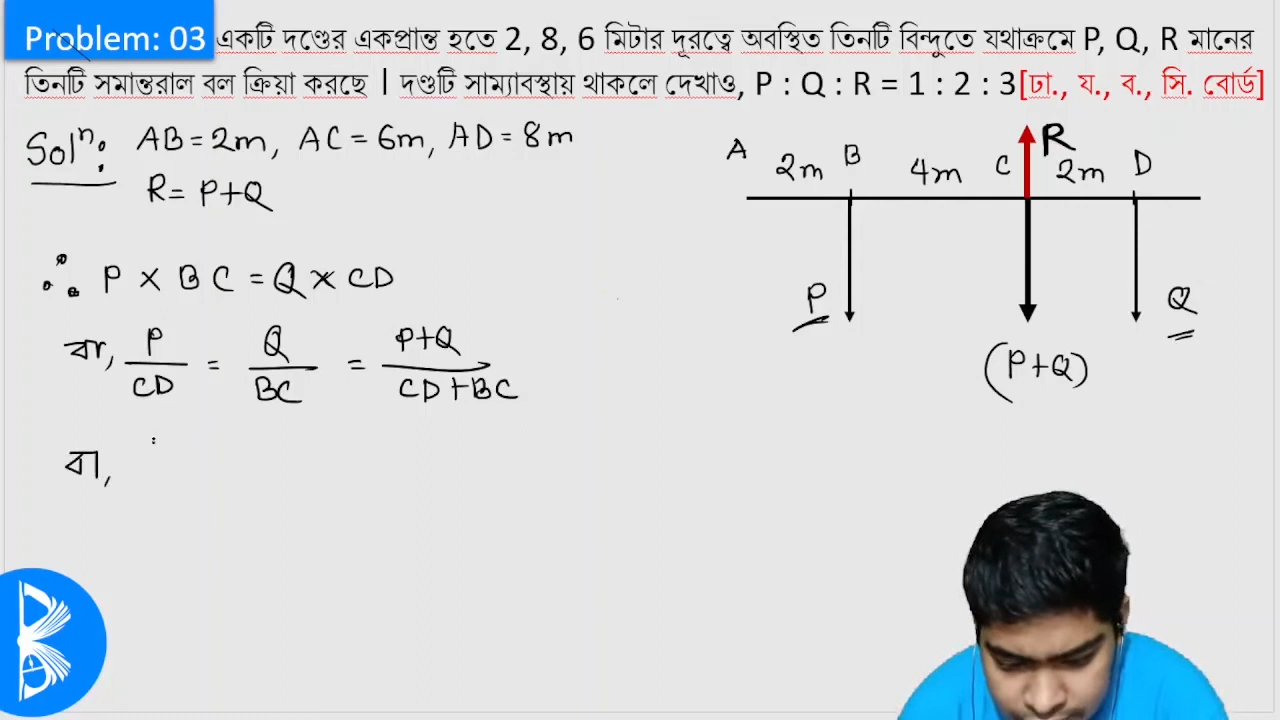 Problem: 03 একটি দণ্ডের একপ্রান্ত হতে 2, 8, 6 মিটার দূরত্বে অবস্থিত তিনটি বিন্দুতে যথাক্রমে P, Q, R মানের
তিনটি সমান্তরাল বল ক্রিয়া করছে । দণ্ডটি সাম্যাবস্থায় থাকলে দেখাও, P : Q : R = 1 : 2 : 3[ঢা., য., ব., সি. বোর্ড]
Solⁿ: AB = 2m, AC = 6m, AD = 8m
R = P+Q
∴ P × BC = Q × CD
বা, P/CD = Q/BC = P+Q/CD+BC
বা,
A 2m B 4m C R 2m D
P Q
(P+Q)